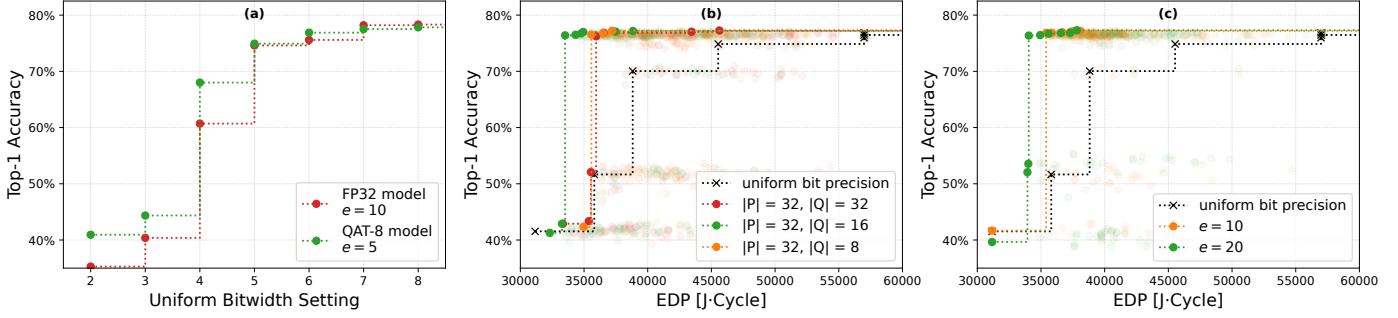 (a)
Top-1 Accuracy
70%
60%
50%
40%
FP32 model
e = 10
QAT-8 model
e = 5
2 3 4 5 6 7 8
Uniform Bitwidth Setting
(b)
Top-1 Accuracy
80%
70%
60%
50%
40%
uniform bit precision
|P| = 32, |Q| = 32
|P| = 32, |Q| = 16
|P| = 32, |Q| = 8
30000 35000 40000 45000 50000 55000 60000
EDP [J·Cycle]
(c)
Top-1 Accuracy
80%
70%
60%
50%
40%
uniform bit precision
e = 10
e = 20
30000 35000 40000 45000 50000 55000 60000
EDP [J·Cycle]